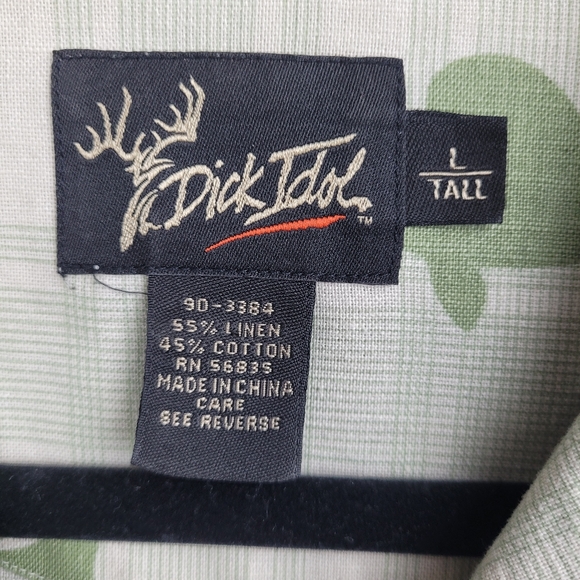 Dick Idol
TM
L
TALL
90-3384
55% LINEN
45% COTTON
RN 56835
MADE IN CHINA
CARE
SEE REVERSE